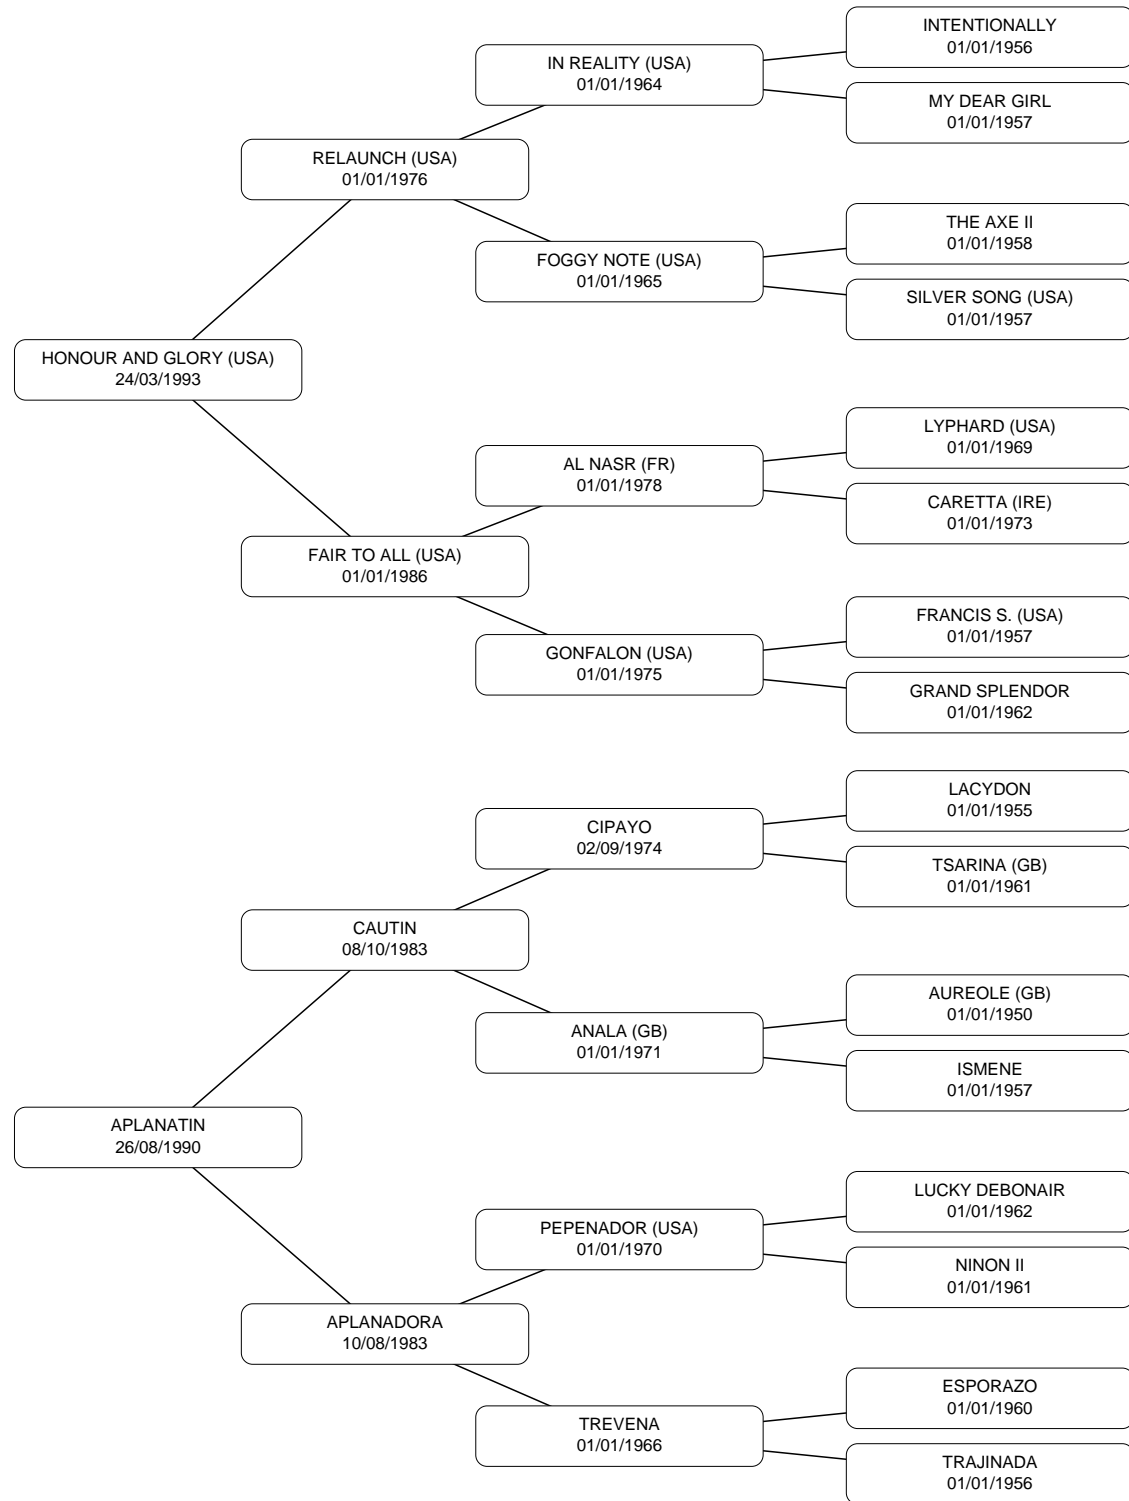 INTENTIONALLY
01/01/1956
IN REALITY (USA)
01/01/1964
MY DEAR GIRL
01/01/1957
RELAUNCH (USA)
01/01/1976
THE AXE II
01/01/1958
FOGGY NOTE (USA)
01/01/1965
SILVER SONG (USA)
01/01/1957
HONOUR AND GLORY (USA)
24/03/1993
LYPHARD (USA)
01/01/1969
AL NASR (FR)
01/01/1978
CARETTA (IRE)
01/01/1973
FAIR TO ALL (USA)
01/01/1986
FRANCIS S. (USA)
01/01/1957
GONFALON (USA)
01/01/1975
GRAND SPLENDOR
01/01/1962
LACYDON
01/01/1955
CIPAYO
02/09/1974
TSARINA (GB)
01/01/1961
CAUTIN
08/10/1983
AUREOLE (GB)
01/01/1950
ANALA (GB)
01/01/1971
ISMENE
01/01/1957
APLANATIN
26/08/1990
LUCKY DEBONAIR
01/01/1962
PEPENADOR (USA)
01/01/1970
NINON II
01/01/1961
APLANADORA
10/08/1983
ESPORAZO
01/01/1960
TREVENA
01/01/1966
TRAJINADA
01/01/1956